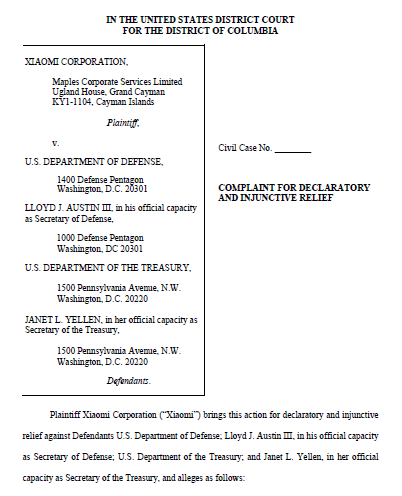 IN THE UNITED STATES DISTRICT COURT
FOR THE DISTRICT OF COLUMBIA
XIAOMI CORPORATION,
Maples Corporate Services Limited
Ugland House, Grand Cayman
KY1-1104, Cayman Islands
Plaintiff,
v.
U.S. DEPARTMENT OF DEFENSE,
1400 Defense Pentagon
Washington, D.C. 20301
LLOYD J. AUSTIN III, in his official capacity
as Secretary of Defense,
1000 Defense Pentagon
Washington, DC 20301
U.S. DEPARTMENT OF THE TREASURY,
1500 Pennsylvania Avenue, N.W.
Washington, D.C. 20220
JANET L. YELLEN, in her official capacity as
Secretary of the Treasury,
1500 Pennsylvania Avenue, N.W.
Washington, D.C. 20220
Defendants.
Civil Case No. ________
COMPLAINT FOR DECLARATORY
AND INJUNCTIVE RELIEF
Plaintiff Xiaomi Corporation (“Xiaomi”) brings this action for declaratory and injunctive
relief against Defendants U.S. Department of Defense; Lloyd J. Austin III, in his official capacity
as Secretary of Defense; U.S. Department of the Treasury; and Janet L. Yellen, in her official
capacity as Secretary of the Treasury, and alleges as follows: